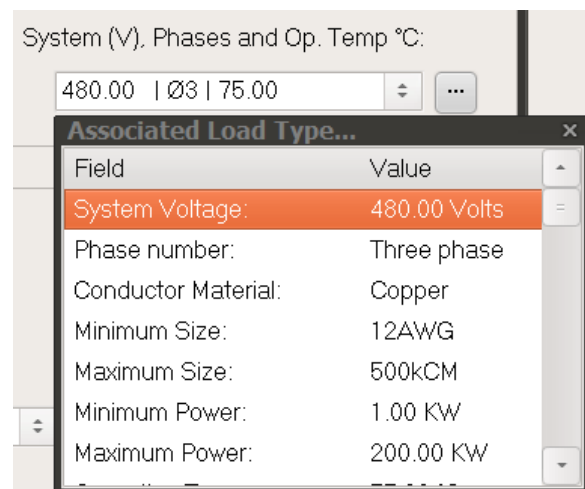 System (V), Phases and Op. Temp °C:
480.00 | Ø3 | 75.00 ...
Associated Load Type... x
Field Value
System Voltage: 480.00 Volts
Phase number: Three phase
Conductor Material: Copper
Minimum Size: 12AWG
Maximum Size: 500kCM
Minimum Power: 1.00 KW
Maximum Power: 200.00 KW